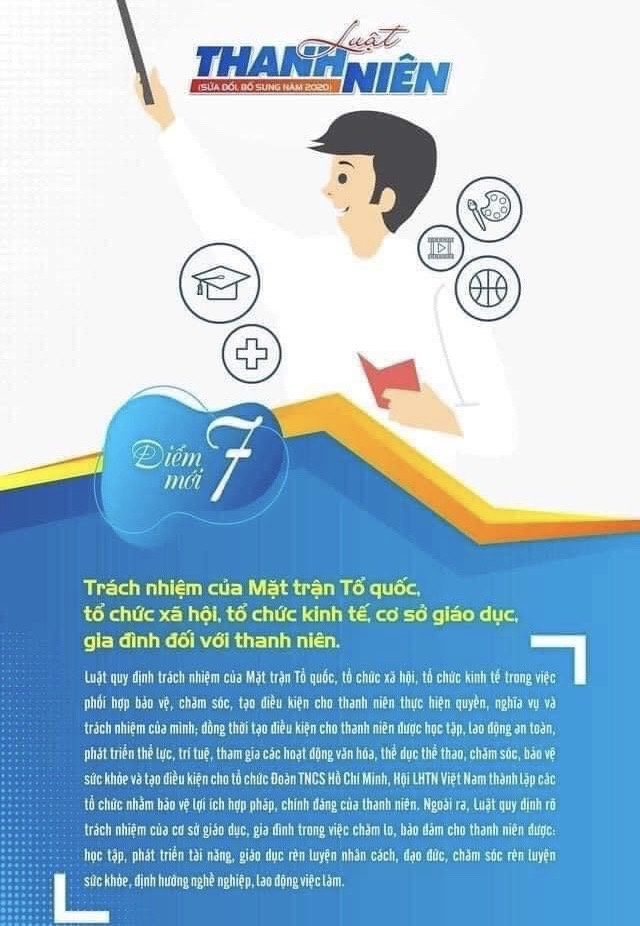 Luật
THANH NIÊN
(SỬA ĐỔI, BỔ SUNG NĂM 2020)
Điểm mới 7
Trách nhiệm của Mặt trận Tổ quốc,
tổ chức xã hội, tổ chức kinh tế, cơ sở giáo dục,
gia đình đối với thanh niên.
Luật quy định trách nhiệm của Mặt trận Tổ quốc, tổ chức xã hội, tổ chức kinh tế trong việc
phối hợp bảo vệ, chăm sóc, tạo điều kiện cho thanh niên thực hiện quyền, nghĩa vụ và
trách nhiệm của mình; đồng thời tạo điều kiện cho thanh niên được học tập, lao động an toàn,
phát triển thể lực, trí tuệ, tham gia các hoạt động văn hóa, thể dục thể thao, chăm sóc, bảo vệ
sức khỏe và tạo điều kiện cho tổ chức Đoàn TNCS Hồ Chí Minh, Hội LHTN Việt Nam thành lập các
tổ chức nhằm bảo vệ lợi ích hợp pháp, chính đáng của thanh niên. Ngoài ra, Luật quy định rõ
trách nhiệm của cơ sở giáo dục, gia đình trong việc chăm lo, bảo đảm cho thanh niên được:
học tập, phát triển tài năng, giáo dục rèn luyện nhân cách, đạo đức, chăm sóc rèn luyện
sức khỏe, định hướng nghề nghiệp, lao động việc làm.